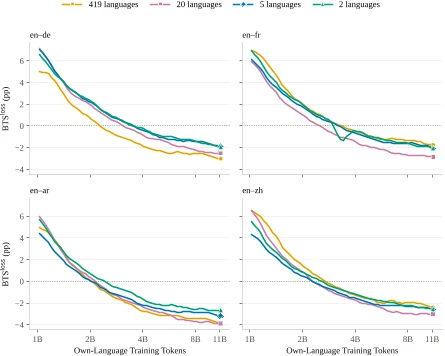 419 languages 20 languages 5 languages 2 languages
en–de
en–fr
6
4
2
0
−2
−4
BTS^loss (pp)
en–ar
en–zh
6
4
2
0
−2
−4
BTS^loss (pp)
1B 2B 4B 8B 11B 1B 2B 4B 8B 11B
Own-Language Training Tokens Own-Language Training Tokens